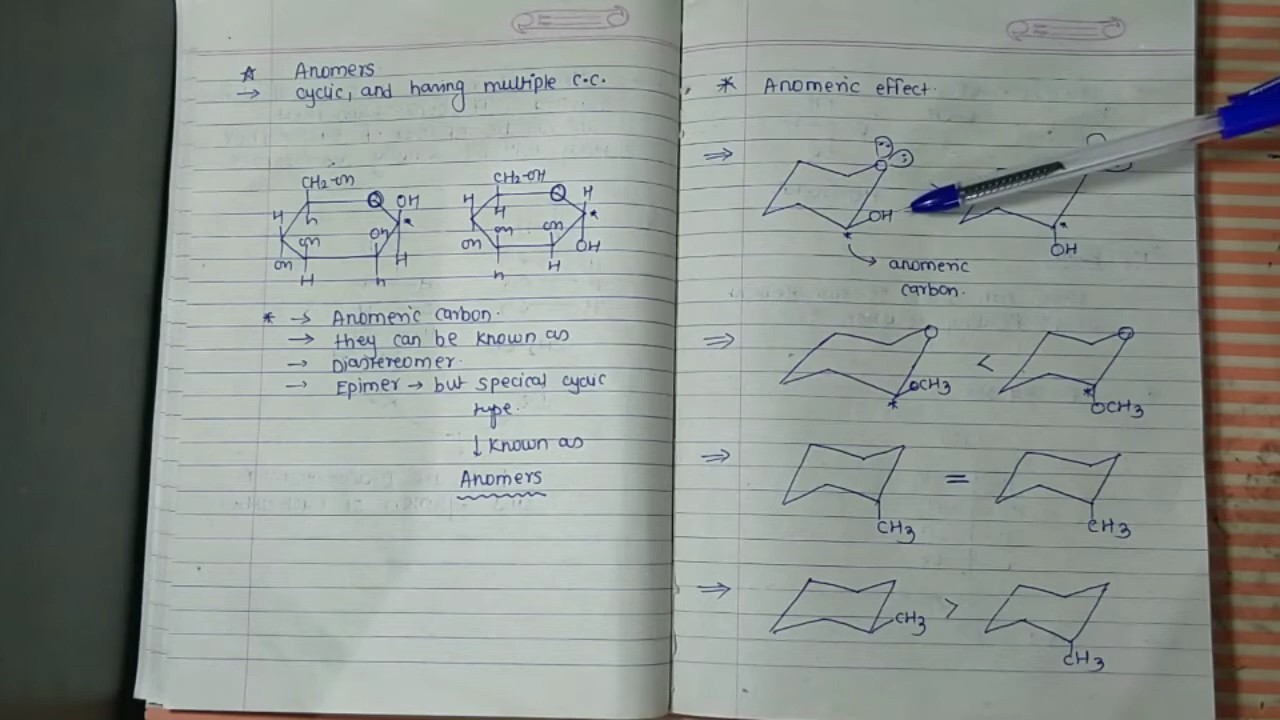 ☆ Anomers
→ cyclic, and having multiple c.c.
CH2-OH
H
OH
H
OH
OH
OH
H
H
H
CH2-OH
H
H
*
H
OH
OH
OH
OH
H
H
* → Anomeric carbon.
→ they can be known as
→ Diastereomer.
→ Epimer → but specical cyclic
type.
↓ known as
Anomers
* Anomeric effect.
⇒
OH
*
→ anomeric
carbon.
*
OH
⇒
OCH3
*
<
*
OCH3
⇒
CH3
=
CH3
⇒
CH3
>
CH3